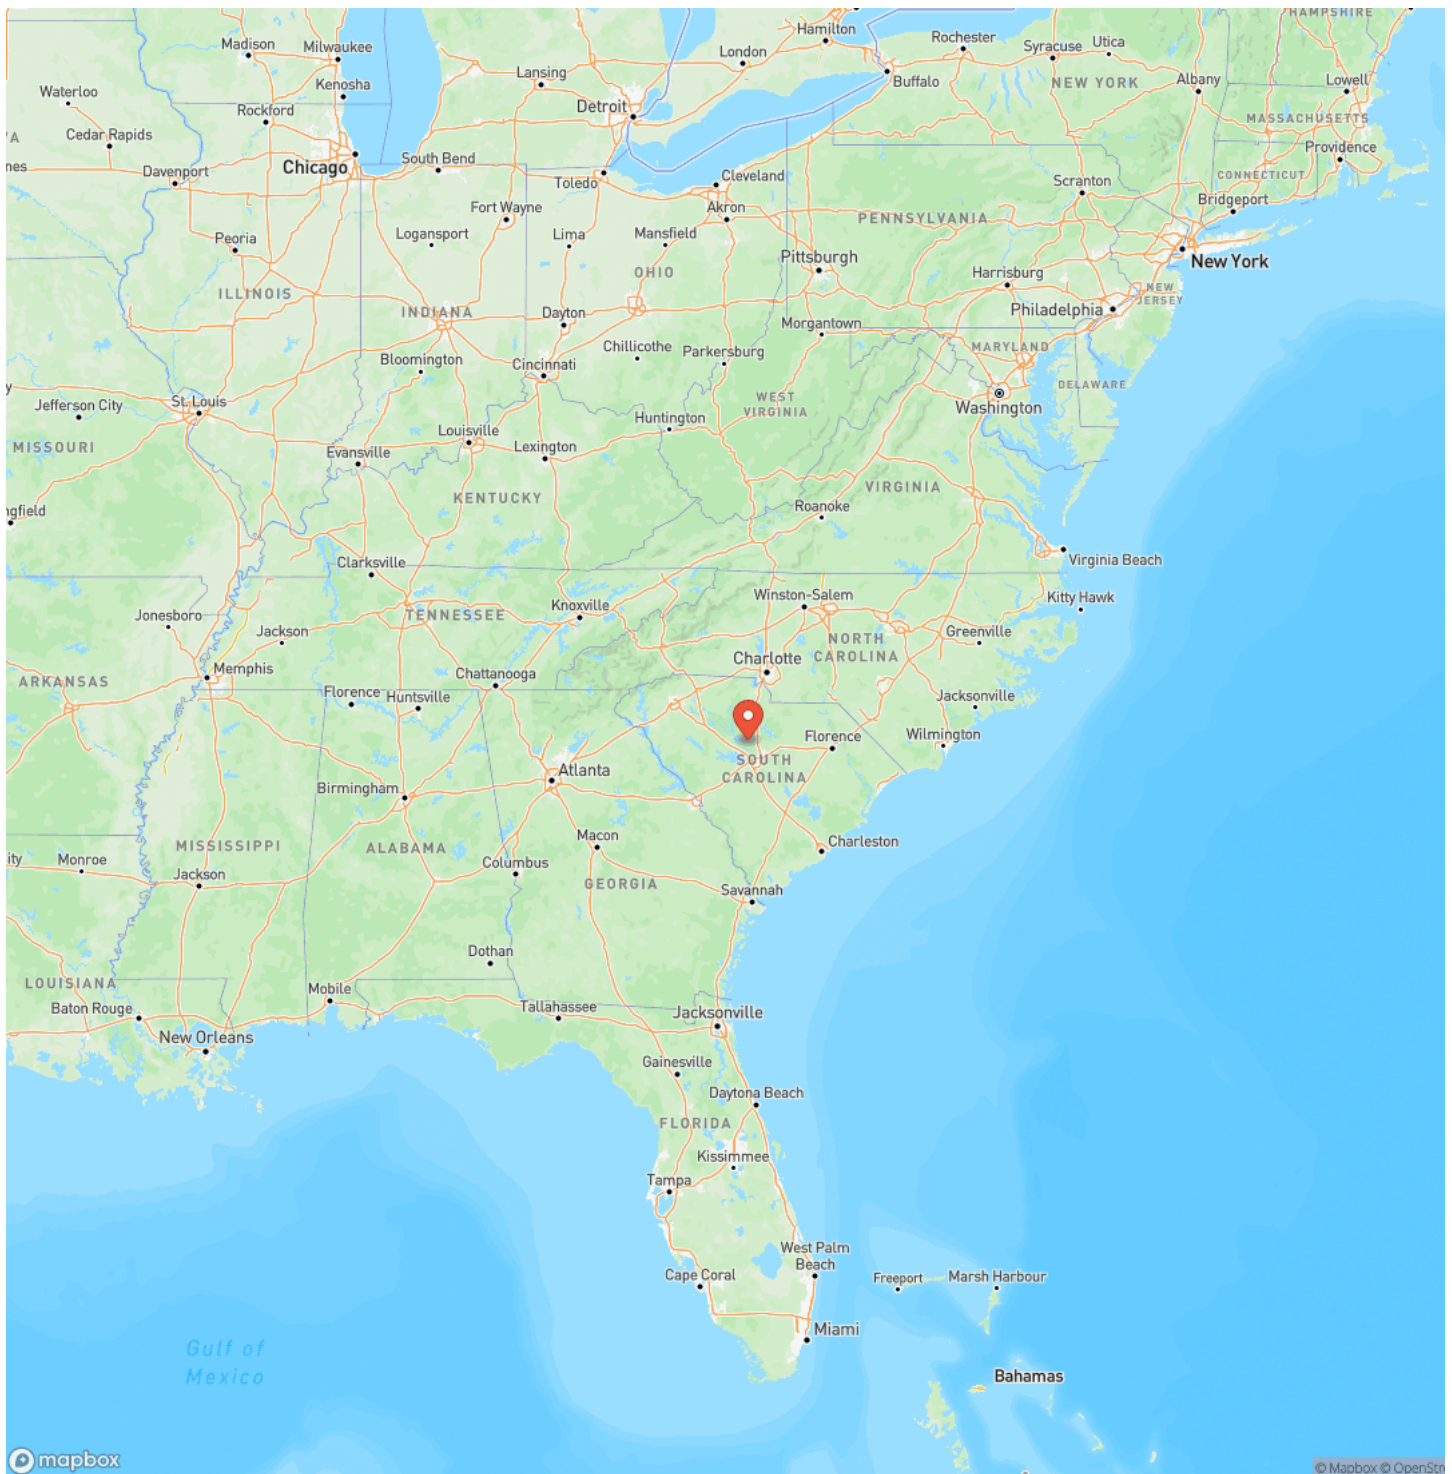 HAMPSHIRE
Hamilton
Rochester
Syracuse
Utica
Madison
Milwaukee
London
Lansing
Buffalo
NEW YORK
Albany
Lowell
Kenosha
Waterloo
Rockford
Detroit
MASSACHUSETTS
Cedar Rapids
Chicago
South Bend
Providence
nes
Davenport
Toledo
Cleveland
Scranton
CONNECTICUT
Bridgeport
Fort Wayne
Akron
PENNSYLVANIA
Peoria
Logansport
Lima
Mansfield
Pittsburgh
New York
OHIO
Harrisburg
ILLINOIS
NEW
JERSEY
INDIANA
Dayton
Philadelphia
Morgantown
Bloomington
Cincinnati
Chillicothe
Parkersburg
MARYLAND
DELAWARE
Jefferson City
St. Louis
WEST
VIRGINIA
Washington
MISSOURI
Louisville
Huntington
Evansville
Lexington
KENTUCKY
VIRGINIA
ngfield
Roanoke
Clarksville
Virginia Beach
Jonesboro
TENNESSEE
Knoxville
Winston-Salem
Kitty Hawk
Jackson
NORTH
CAROLINA
Greenville
ARKANSAS
Memphis
Chattanooga
Charlotte
Florence
Huntsville
Jacksonville
Florence
Wilmington
SOUTH
CAROLINA
Atlanta
Birmingham
MISSISSIPPI
ALABAMA
Macon
Charleston
ity
Monroe
Jackson
Columbus
GEORGIA
Savannah
Dothan
LOUISIANA
Mobile
Baton Rouge
Tallahassee
Jacksonville
New Orleans
Gainesville
Daytona Beach
FLORIDA
Kissimmee
Tampa
West Palm
Beach
Cape Coral
Freeport
Marsh Harbour
Miami
Gulf of
Mexico
Bahamas
mapbox
© Mapbox © OpenStr